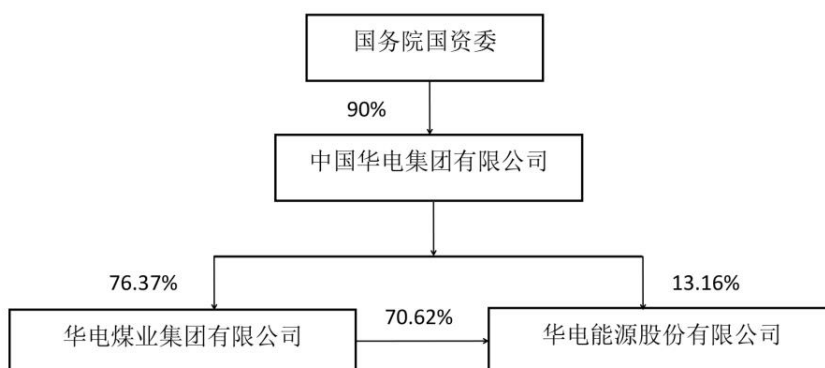 国务院国资委
90%
中国华电集团有限公司
76.37%
13.16%
华电煤业集团有限公司
70.62%
华电能源股份有限公司